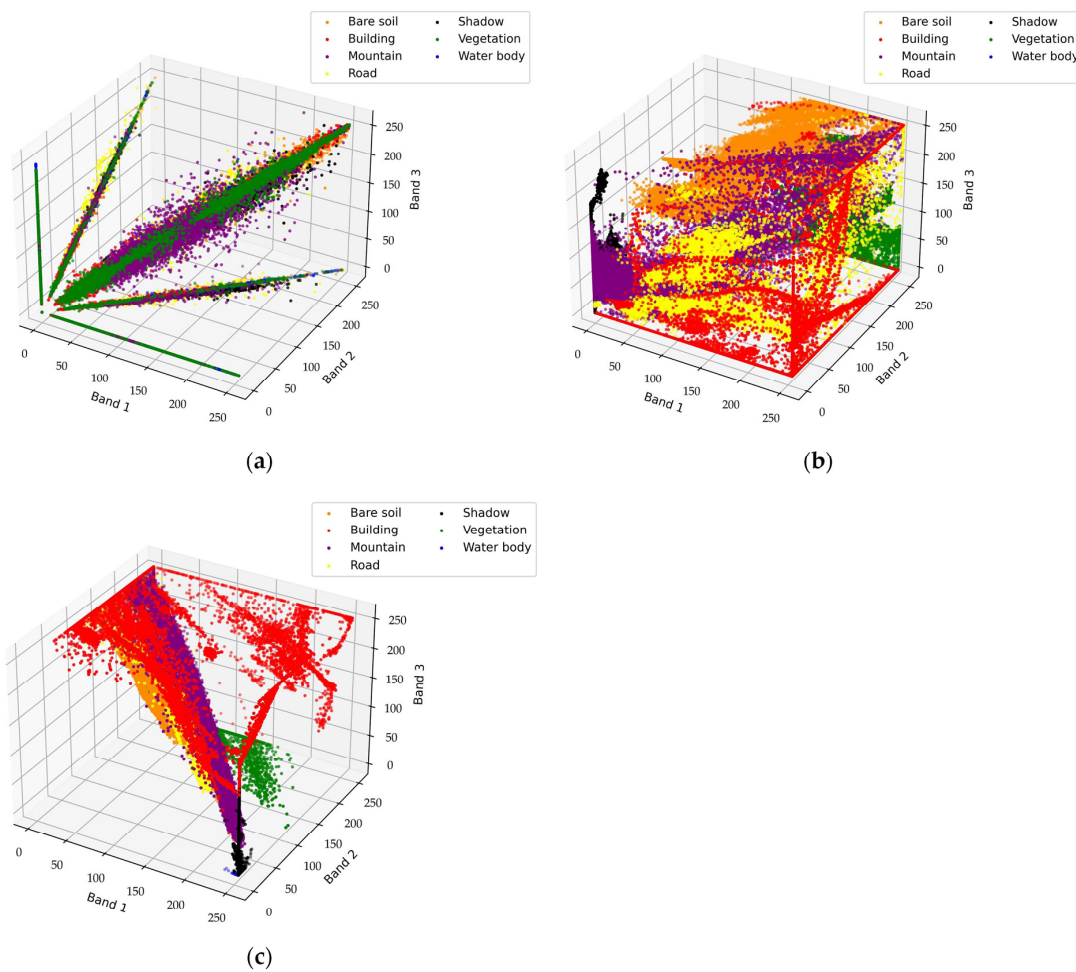 Bare soil Shadow
Building Vegetation
Mountain Water body
Road
250
200
150
100
50
0
Band 3
0
50
100
150
200
250
Band 1
0
50
100
150
200
250
Band 2
(a)
Bare soil Shadow
Building Vegetation
Mountain Water body
Road
250
200
150
100
50
0
Band 3
0
50
100
150
200
250
Band 1
0
50
100
150
200
250
Band 2
(b)
Bare soil Shadow
Building Vegetation
Mountain Water body
Road
250
200
150
100
50
0
Band 3
0
50
100
150
200
250
Band 1
0
50
100
150
200
250
Band 2
(c)